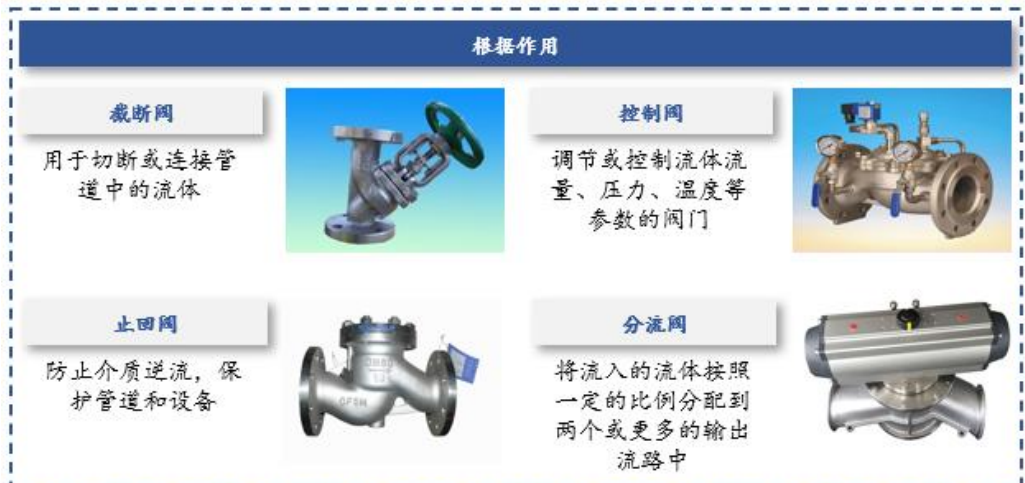 根据作用
截断阀
用于切断或连接管
道中的流体
控制阀
调节或控制流体流
量、压力、温度等
参数的阀门
止回阀
防止介质逆流，保
护管道和设备
CF8M
分流阀
将流入的流体按照
一定的比例分配到
两个或更多的输出
流路中